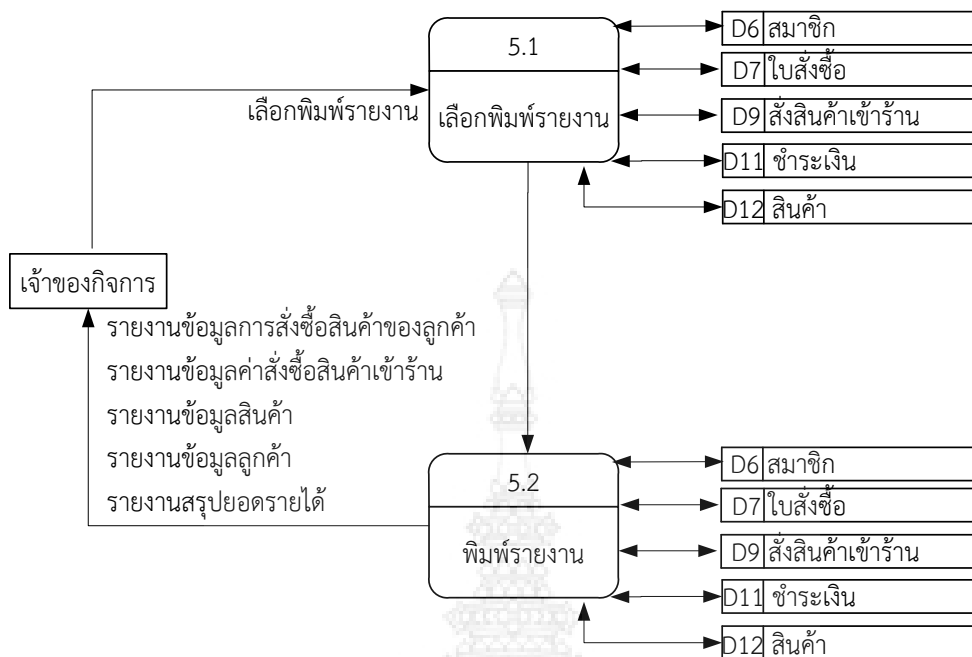 5.1
เลือกพิมพ์รายงาน
D6 สมาชิก
D7 ใบสั่งซื้อ
D9 สั่งสินค้าเข้าร้าน
D11 ชำระเงิน
D12 สินค้า
เลือกพิมพ์รายงาน
เจ้าของกิจการ
รายงานข้อมูลการสั่งซื้อสินค้าของลูกค้า
รายงานข้อมูลค่าสั่งซื้อสินค้าเข้าร้าน
รายงานข้อมูลสินค้า
รายงานข้อมูลลูกค้า
รายงานสรุปยอดรายได้
5.2
พิมพ์รายงาน
D6 สมาชิก
D7 ใบสั่งซื้อ
D9 สั่งสินค้าเข้าร้าน
D11 ชำระเงิน
D12 สินค้า